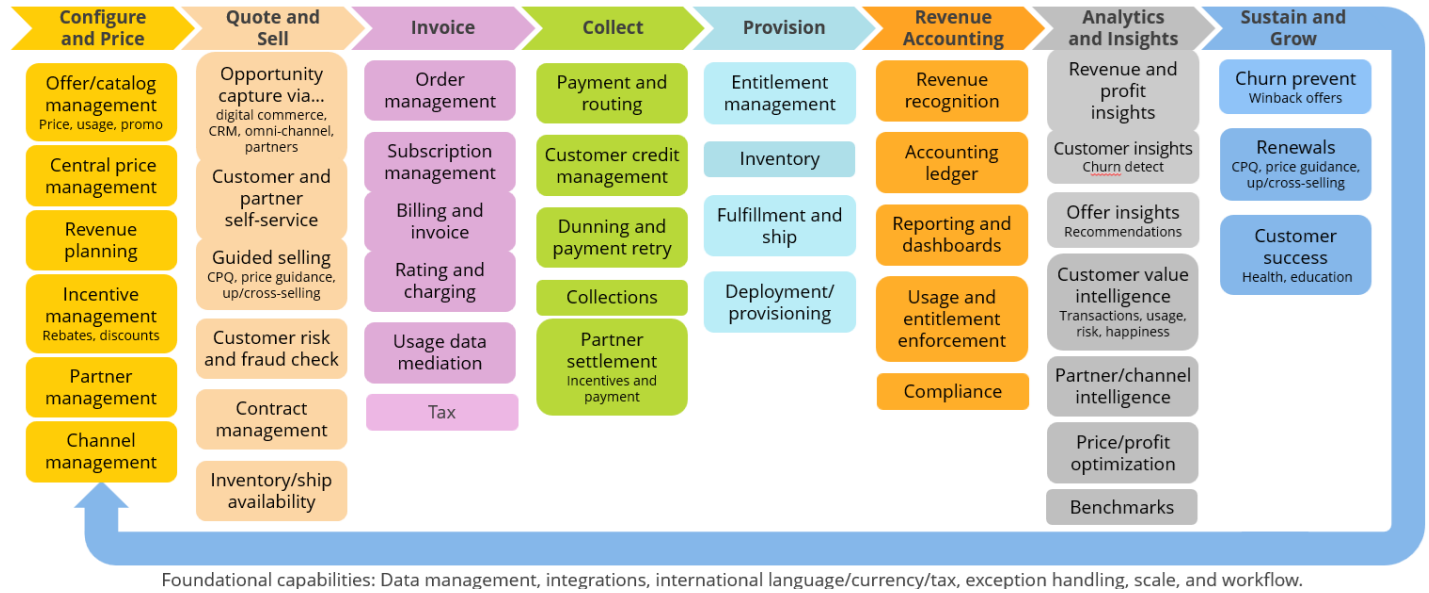 Configure
and Price
Quote and
Sell
Invoice
Collect
Provision
Revenue
Accounting
Analytics
and Insights
Sustain and
Grow
Offer/catalog
management
Price, usage, promo
Central price
management
Revenue
planning
Incentive
management
Rebates, discounts
Partner
management
Channel
management
Opportunity
capture via...
digital commerce,
CRM, omni-channel,
partners
Customer and
partner
self-service
Guided selling
CPQ, price guidance,
up/cross-selling
Customer risk
and fraud check
Contract
management
Inventory/ship
availability
Order
management
Subscription
management
Billing and
invoice
Rating and
charging
Usage data
mediation
Tax
Payment and
routing
Customer credit
management
Dunning and
payment retry
Collections
Partner
settlement
Incentives and
payment
Entitlement
management
Inventory
Fulfillment and
ship
Deployment/
provisioning
Revenue
recognition
Accounting
ledger
Reporting and
dashboards
Usage and
entitlement
enforcement
Compliance
Revenue and
profit
insights
Customer insights
Churn detect
Offer insights
Recommendations
Customer value
intelligence
Transactions, usage,
risk, happiness
Partner/channel
intelligence
Price/profit
optimization
Benchmarks
Churn prevent
Winback offers
Renewals
CPQ, price guidance,
up/cross-selling
Customer
success
Health, education
Foundational capabilities: Data management, integrations, international language/currency/tax, exception handling, scale, and workflow.